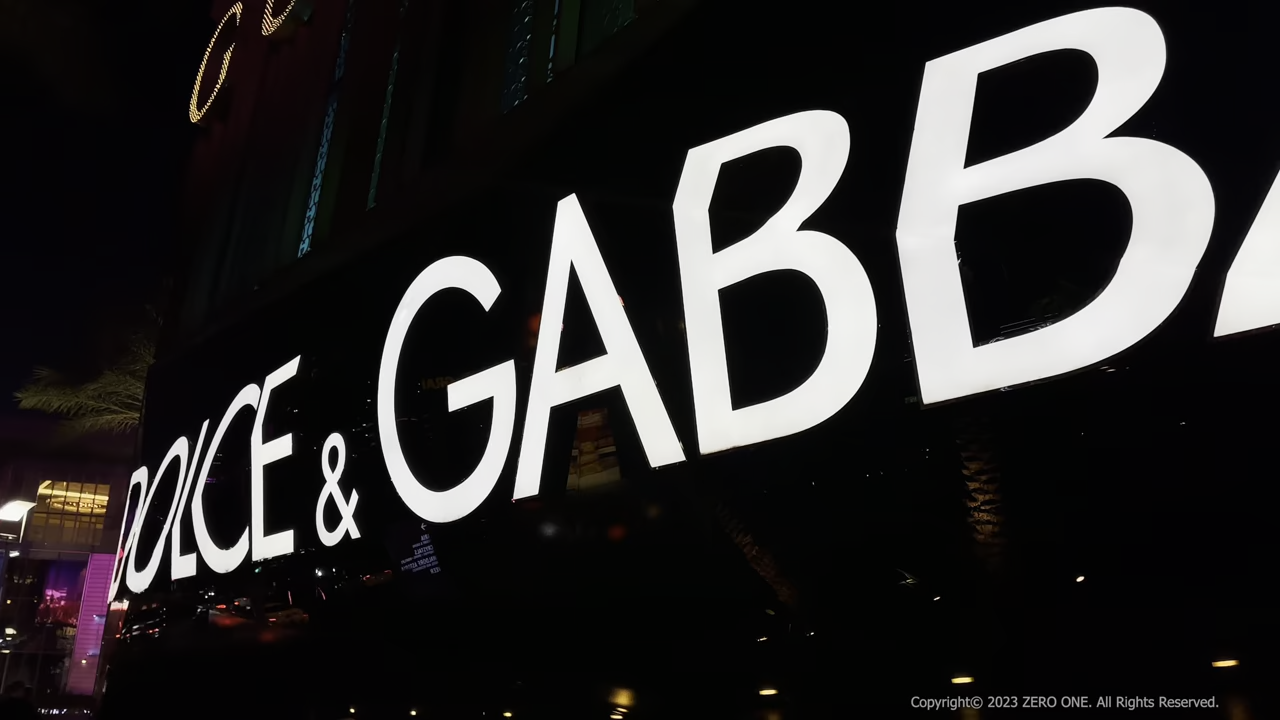 DOLCE & GABB
Copyright© 2023 ZERO ONE. All Rights Reserved.